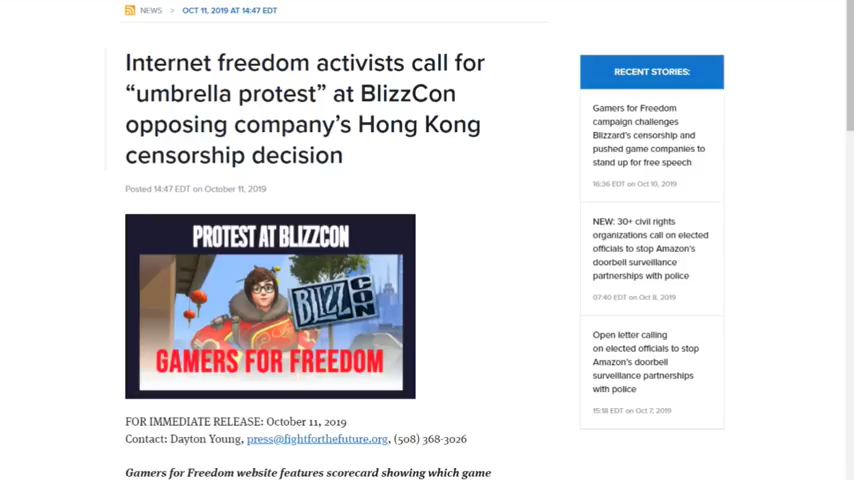 NEWS > OCT 11, 2019 AT 14:47 EDT
Internet freedom activists call for
“umbrella protest” at BlizzCon
opposing company’s Hong Kong
censorship decision
Posted 14:47 EDT on October 11, 2019
PROTEST AT BLIZZCON
BLIZZ
CON
GAMERS FOR FREEDOM
FOR IMMEDIATE RELEASE: October 11, 2019
Contact: Dayton Young, press@fightforthefuture.org, (508) 368-3026
Gamers for Freedom website features scorecard showing which game
RECENT STORIES:
Gamers for Freedom
campaign challenges
Blizzard’s censorship and
pushed game companies to
stand up for free speech
16:36 EDT on Oct 10, 2019
NEW: 30+ civil rights
organizations call on elected
officials to stop Amazon’s
doorbell surveillance
partnerships with police
07:40 EDT on Oct 8, 2019
Open letter calling
on elected officials to stop
Amazon’s doorbell
surveillance partnerships
with police
15:18 EDT on Oct 7, 2019